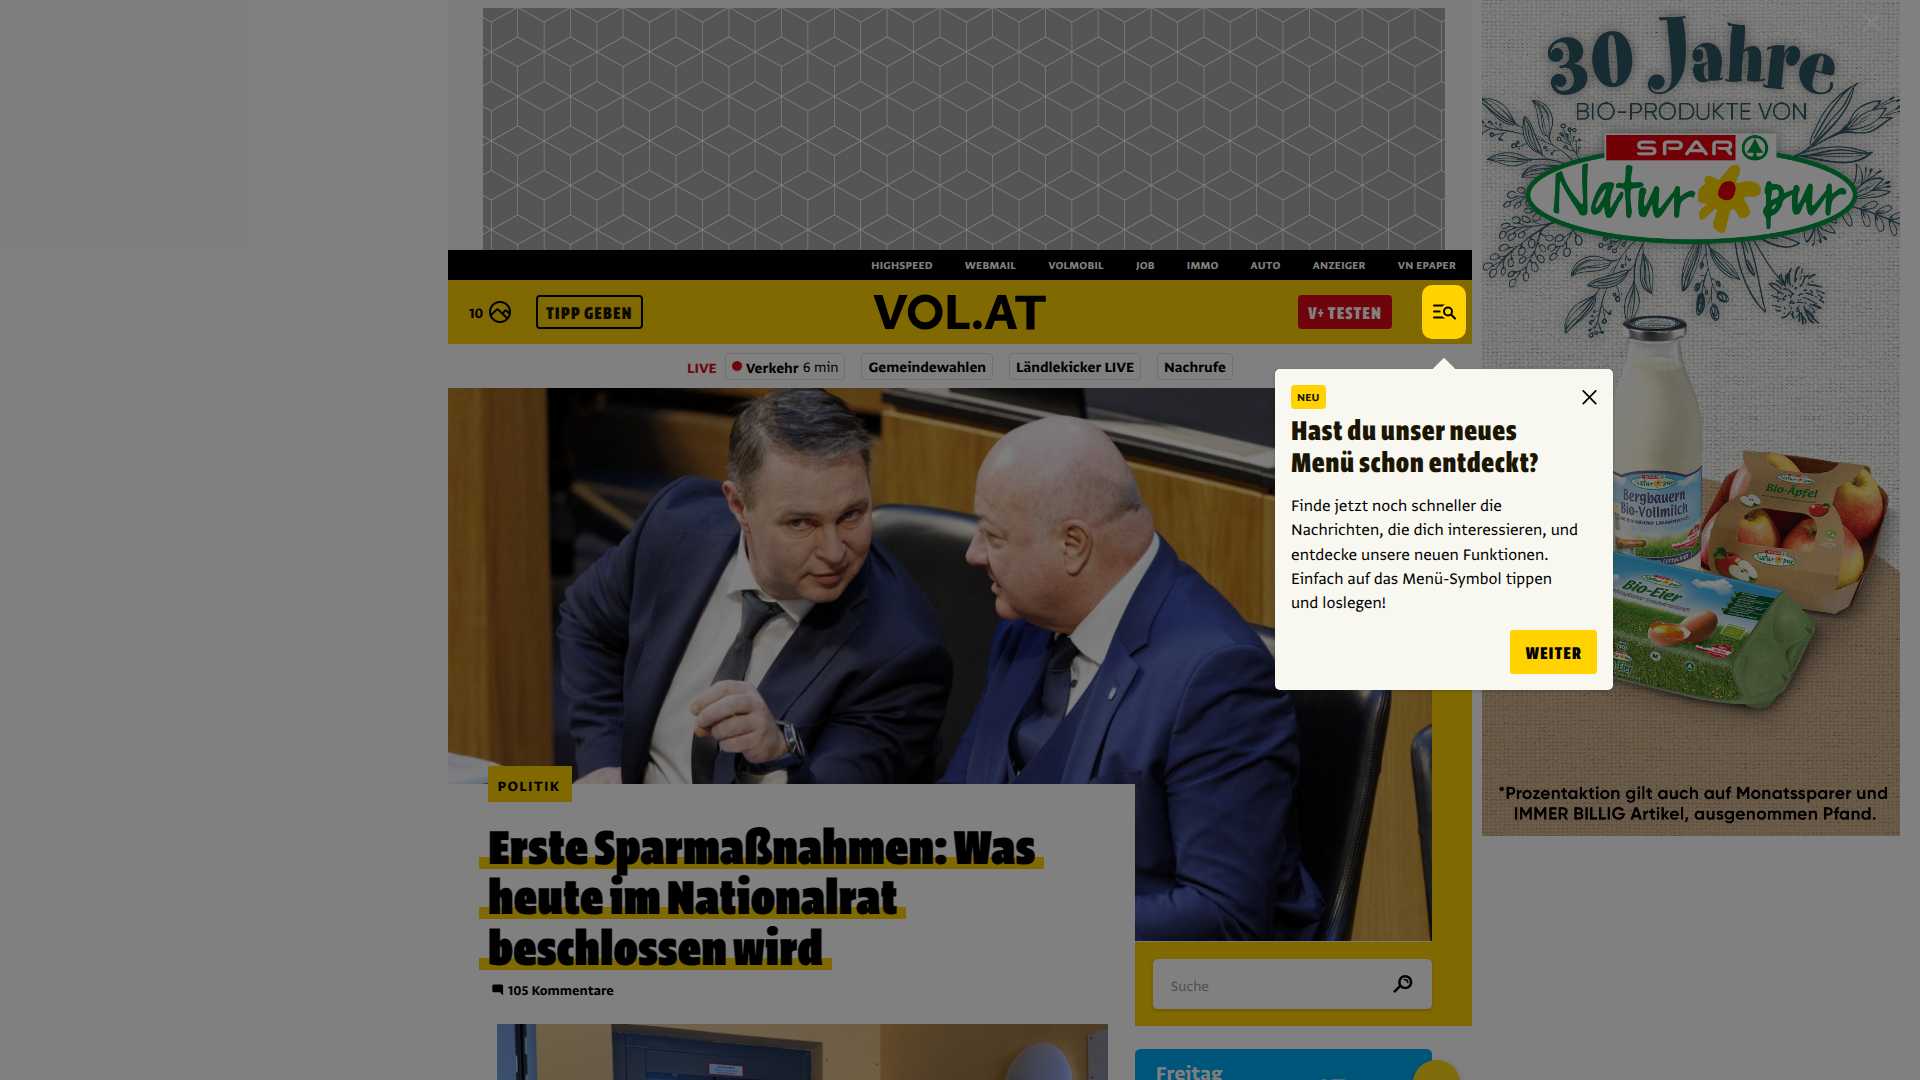 30 Jahre
BIO-PRODUKTE VON
SPAR
Natur pur
HIGHSPEED WEBMAIL VOLMOBIL JOB IMMO AUTO ANZEIGER VN EPAPER
10 TIPP GEBEN VOL.AT V+ TESTEN
LIVE Verkehr 6 min Gemeindewahlen Ländlekicker LIVE Nachrufe
NEU
Hast du unser neues
Menü schon entdeckt?
Finde jetzt noch schneller die
Nachrichten, die dich interessieren, und
entdecke unsere neuen Funktionen.
Einfach auf das Menü-Symbol tippen
und loslegen!
WEITER
Bergbauern
Bio-Vollmilch
Bio-Äpfel
Bio-Eier
*Prozentaktion gilt auch auf Monatssparer und
IMMER BILLIG Artikel, ausgenommen Pfand.
POLITIK
Erste Sparmaßnahmen: Was
heute im Nationalrat
beschlossen wird
105 Kommentare
Suche
Freitag